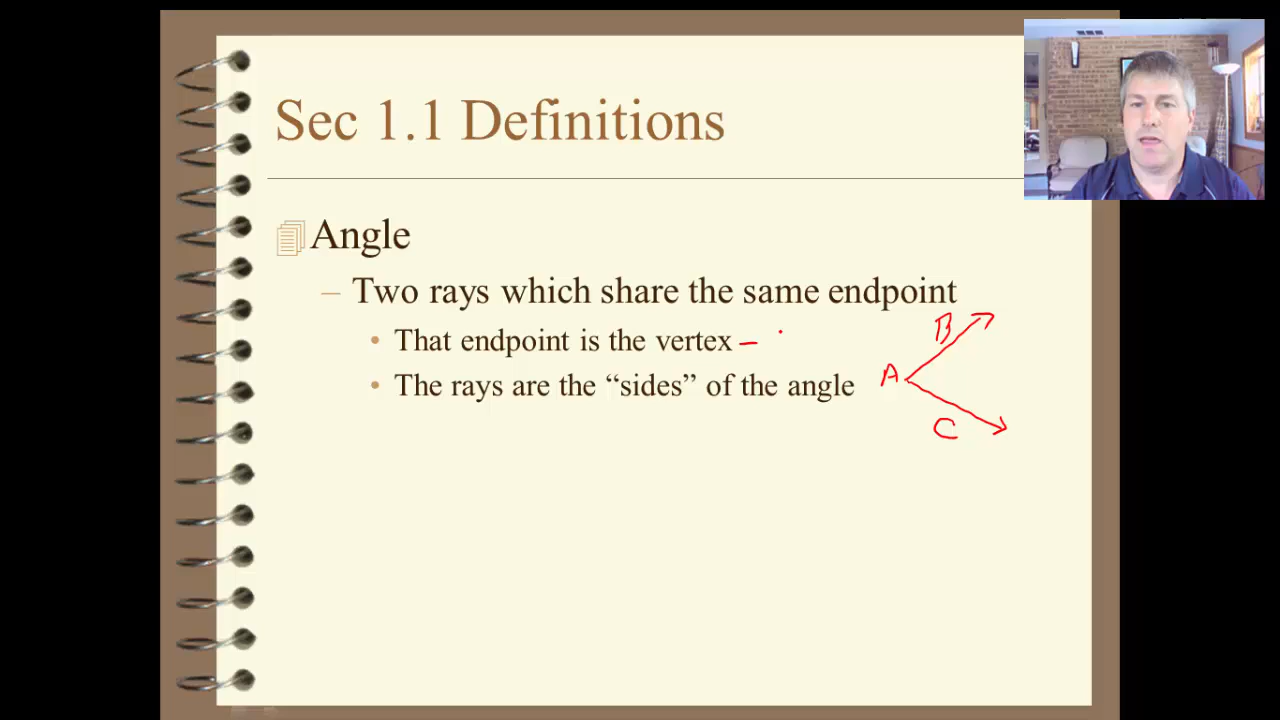 Sec 1.1 Definitions
Angle
– Two rays which share the same endpoint
• That endpoint is the vertex –
• The rays are the “sides” of the angle
B
A
C